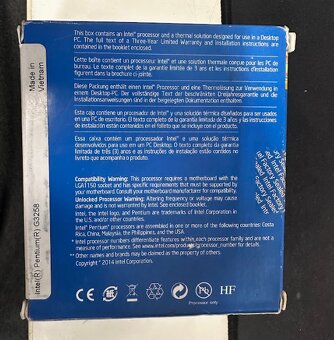 This box contains an Intel® processor and a thermal solution designed for use in a Desktop
PC. The full text of a Three-Year Limited Warranty and installation instructions are
contained in the booklet enclosed.
Cette boîte contient un processeur Intel® et une solution thermique conçus pour les PC de
bureau. Le texte complet de la garantie limitée de 3 ans et les instructions d'installation
figurent dans la brochure ci-jointe.
Diese Packung enthält einen Intel® Prozessor und eine Thermallösung zur Verwendung in
einem Desktop-PC. Der vollständige Text der beschränkten Dreijahresgarantie und die
Installationsanweisungen sind in der beigelegten Dokumentation enthalten.
Esta caja contiene un procesador Intel® y una solución térmica diseñados para ser usados
en una PC de escritorio. El texto completo de la garantía limitada de 3 años y las instrucciones de
instalación están contenidos en el folleto que se incluye con el producto.
Esta caixa contém um processador Intel® e uma solução térmica
desenvolvidos para uso em um PC Desktop. O texto completo da garantia
limitada de três (3) anos e as instruções de instalação estão contidos no
livreto que acompanha o produto.
Compatibility Warning: This processor requires a motherboard with the
LGA1150 socket and has specific requirements that must be supported by
your motherboard. Consult your motherboard manufacturer for compatibility.
Unlocked Processor Warning: Altering frequency or voltage may cause
damage and is not warranted by Intel. See enclosed booklet.
Intel, the Intel logo, and Pentium are trademarks of Intel Corporation in the
U.S. and/or other countries.
Intel® Pentium® processors are assembled in one or more of following countries: Costa
Rica, China, Malaysia, the Philippines, and the USA.
* Intel processor numbers differentiate features within each processor family and are not a
measure of performance. See www.intel.com/products/processor_number for details.
** Other names and brands may be claimed as the property of others.
Copyright © 2014 Intel Corporation.
Made in
Vietnam
Intel(R) Pentium(R) G3258
CE
Pb
Processor only
HF